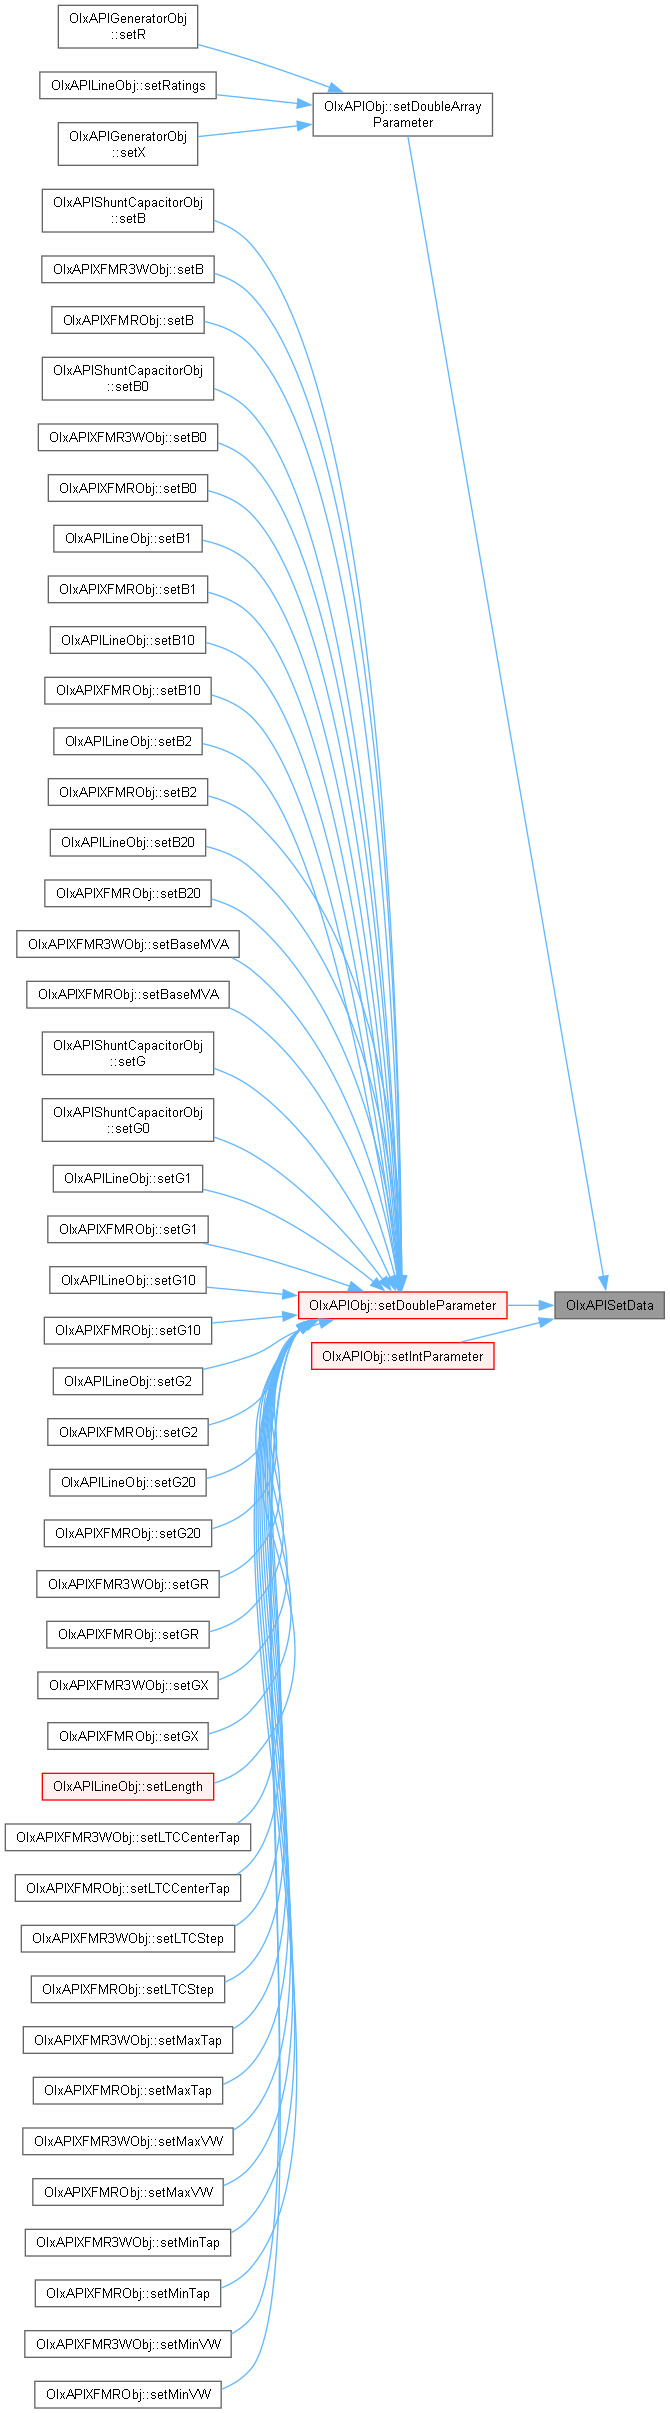 OlxAPIGeneratorObj
::setR
OlxAPILineObj::setRatings
OlxAPIObj::setDoubleArray
Parameter
OlxAPIGeneratorObj
::setX
OlxAPIShuntCapacitorObj
::setB
OlxAPIXFMR3WObj::setB
OlxAPIXFMRObj::setB
OlxAPIShuntCapacitorObj
::setB0
OlxAPIXFMR3WObj::setB0
OlxAPIXFMRObj::setB0
OlxAPILineObj::setB1
OlxAPIXFMRObj::setB1
OlxAPILineObj::setB10
OlxAPIXFMRObj::setB10
OlxAPILineObj::setB2
OlxAPIXFMRObj::setB2
OlxAPILineObj::setB20
OlxAPIXFMRObj::setB20
OlxAPIXFMR3WObj::setBaseMVA
OlxAPIXFMRObj::setBaseMVA
OlxAPIShuntCapacitorObj
::setG
OlxAPIShuntCapacitorObj
::setG0
OlxAPILineObj::setG1
OlxAPIXFMRObj::setG1
OlxAPILineObj::setG10
OlxAPIObj::setDoubleParameter
OlxAPISetData
OlxAPIXFMRObj::setG10
OlxAPIObj::setIntParameter
OlxAPILineObj::setG2
OlxAPIXFMRObj::setG2
OlxAPILineObj::setG20
OlxAPIXFMRObj::setG20
OlxAPIXFMR3WObj::setGR
OlxAPIXFMRObj::setGR
OlxAPIXFMR3WObj::setGX
OlxAPIXFMRObj::setGX
OlxAPILineObj::setLength
OlxAPIXFMR3WObj::setLTCCenterTap
OlxAPIXFMRObj::setLTCCenterTap
OlxAPIXFMR3WObj::setLTCStep
OlxAPIXFMRObj::setLTCStep
OlxAPIXFMR3WObj::setMaxTap
OlxAPIXFMRObj::setMaxTap
OlxAPIXFMR3WObj::setMaxVW
OlxAPIXFMRObj::setMaxVW
OlxAPIXFMR3WObj::setMinTap
OlxAPIXFMRObj::setMinTap
OlxAPIXFMR3WObj::setMinVW
OlxAPIXFMRObj::setMinVW